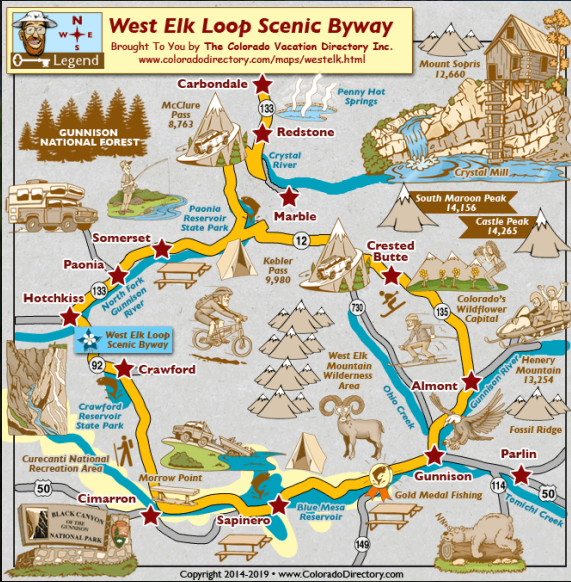 West Elk Loop Scenic Byway
Brought To You by The Colorado Vacation Directory Inc.
www.coloradodirectory.com/maps/westelk.html
N
W
E
S
Legend
Mount Sopris
12,660
Carbondale
133
Penny Hot
Springs
McClure
Pass
8,763
Redstone
GUNNISON
NATIONAL FOREST
Crystal
River
Crystal Mill
Marble
South Maroon Peak
14,156
Castle Peak
14,265
Paonia
Reservoir
State Park
Somerset
12
Crested
Butte
Kebler
Pass
9,980
Paonia
133
North Fork
Gunnison
River
Hotchkiss
730
135
Colorado's
Wildflower
Capital
West Elk Loop
Scenic Byway
92
Crawford
West Elk
Mountain
Wilderness
Area
Ohio Creek
Almont
Gunnison River
Henery
Mountain
13,254
Crawford
Reservoir
State Park
Fossil Ridge
Curecanti National
Recreation Area
Morrow Point
Gunnison
Parlin
50
114
50
Tomichi Creek
Gold Medal Fishing
Cimarron
Sapinero
Blue Mesa
Reservoir
BLACK CANYON
OF THE
GUNNISON
NATIONAL PARK
149
Copyright 2014-2019 • www.ColoradoDirectory.com